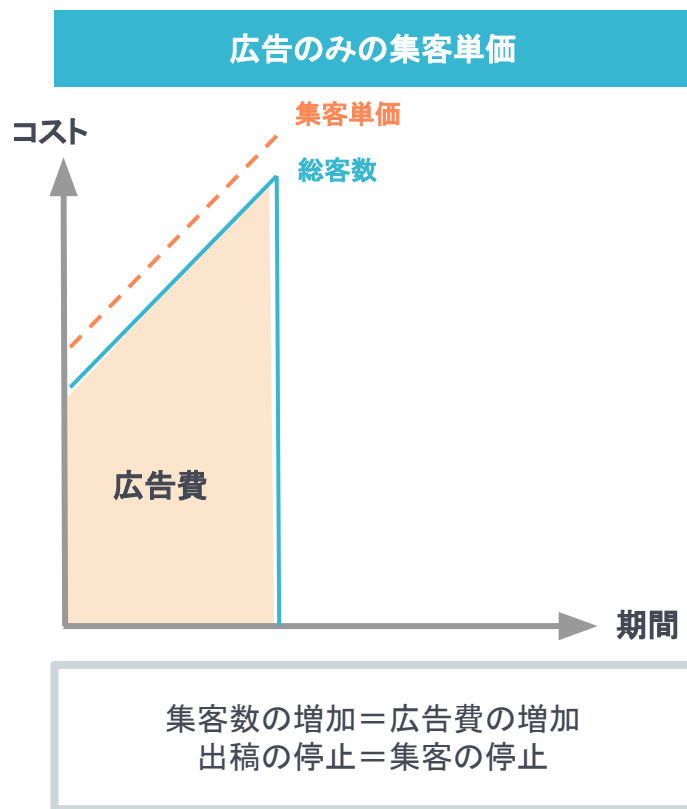 広告のみの集客単価
集客単価
コスト
総客数
広告費
期間
集客数の増加＝広告費の増加
出稿の停止＝集客の停止